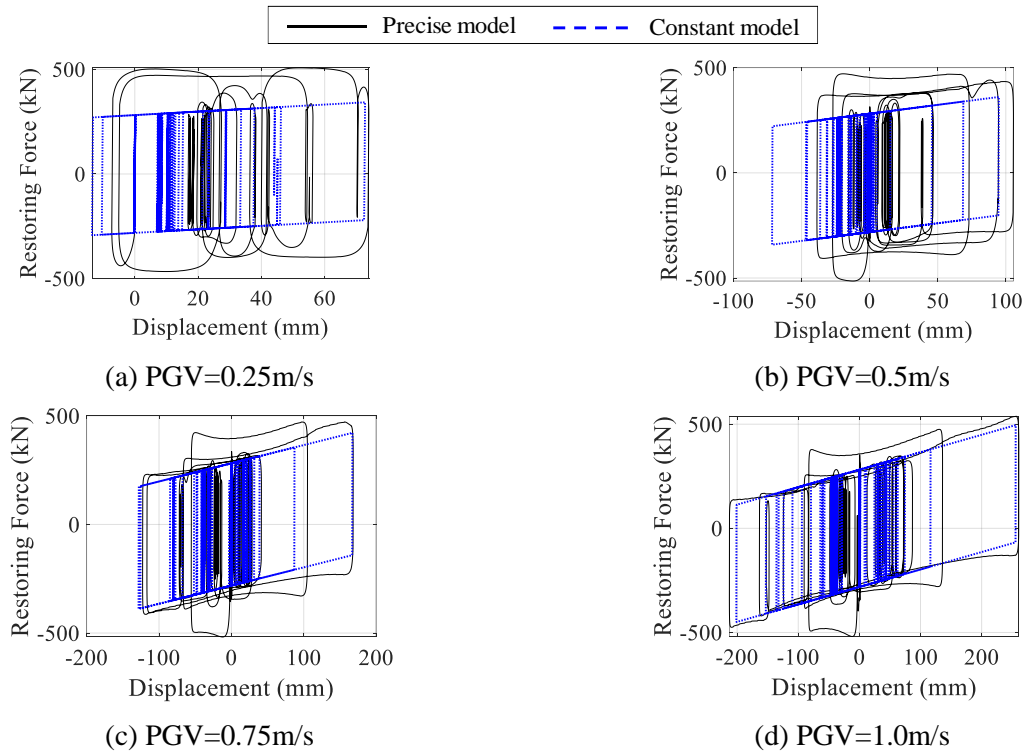 Precise model Constant model
500
0
-500
Restoring Force (kN)
0 20 40 60
Displacement (mm)
(a) PGV=0.25m/s
500
0
-500
Restoring Force (kN)
-100 -50 0 50 100
Displacement (mm)
(b) PGV=0.5m/s
500
0
-500
Restoring Force (kN)
-200 -100 0 100 200
Displacement (mm)
(c) PGV=0.75m/s
500
0
-500
Restoring Force (kN)
-200 -100 0 100 200
Displacement (mm)
(d) PGV=1.0m/s